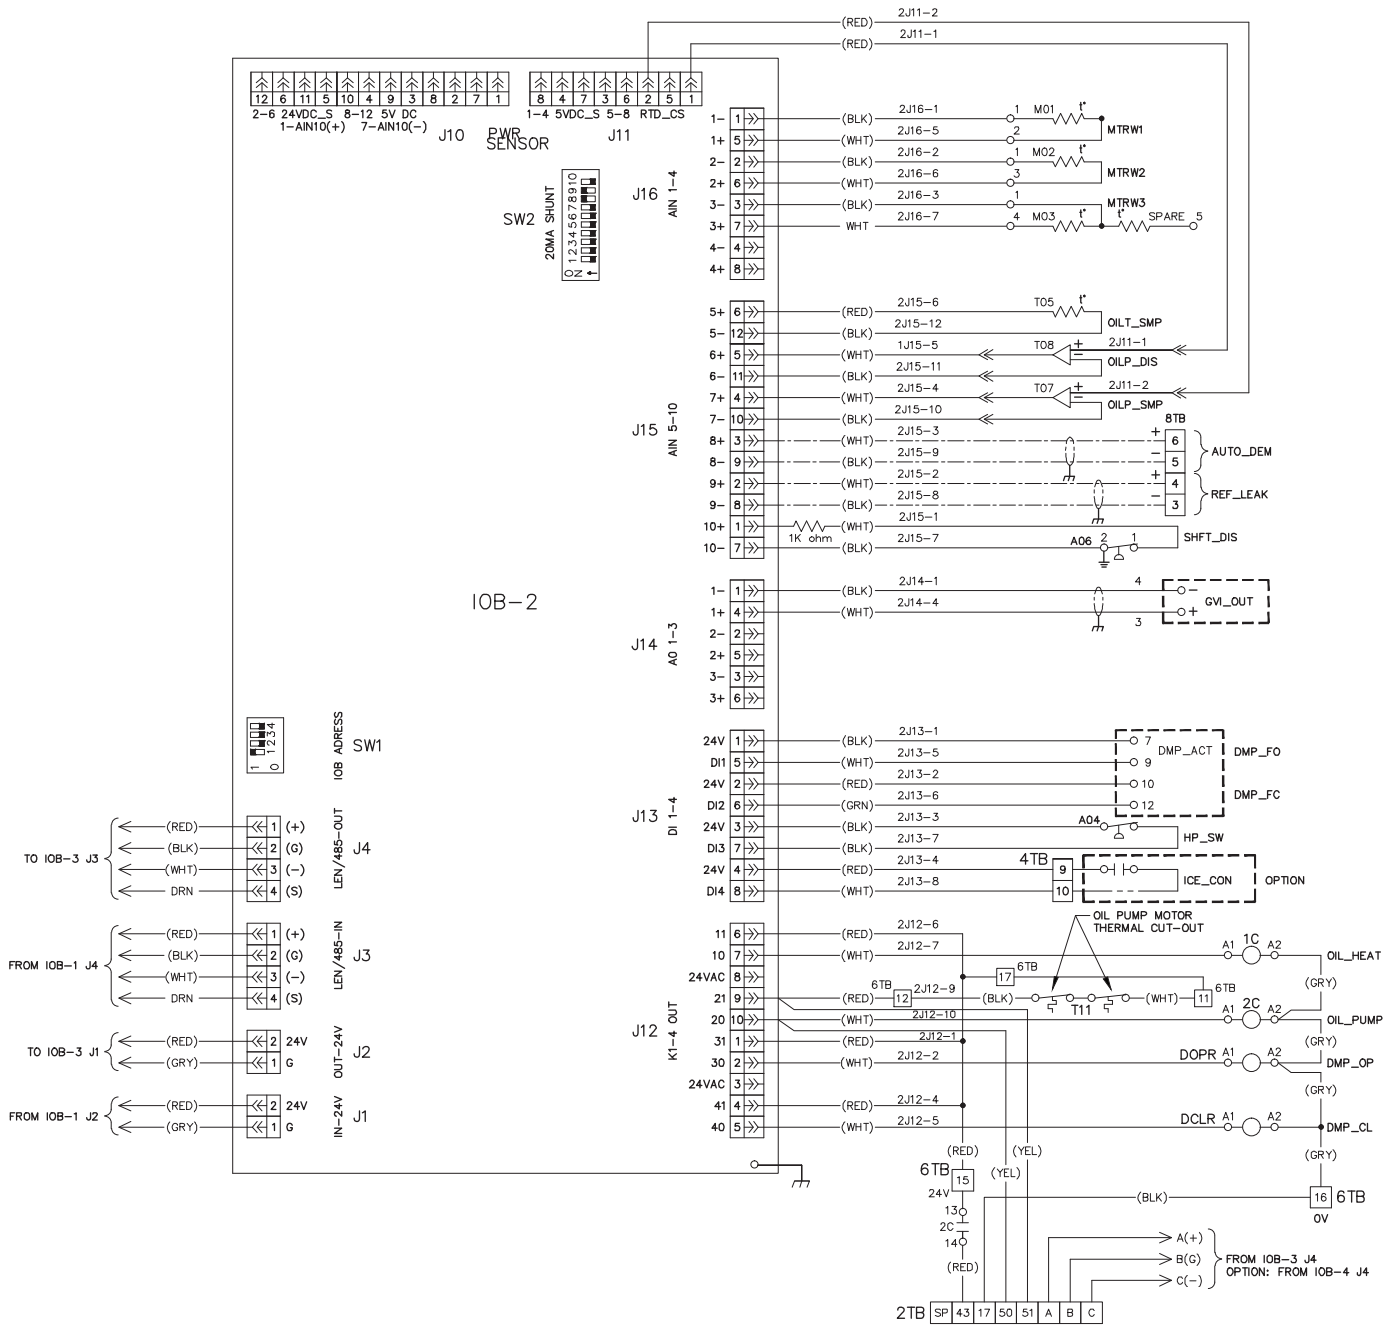 2J11-2
(RED)
2J11-1
(RED)
12 6 11 5 10 4 9 3 8 2 7 1
2-6 24VDC_S 8-12 5V DC
1-AIN10(+) 7-AIN10(-)
J10 PWR SENSOR
8 4 7 3 6 2 5 1
1-4 5VDC_S 5-8 RTD_CS
J11
SW2
20MA SHUNT
1 2 3 4 5 6 7 8 9 10
ON
J16
AIN 1-4
1- 1 (BLK) 2J16-1 1 M01 t°
1+ 5 (WHT) 2J16-5 2 MTRW1
2- 2 (BLK) 2J16-2 1 M02 t°
2+ 6 (WHT) 2J16-6 3 MTRW2
3- 3 (BLK) 2J16-3 1 MTRW3
3+ 7 WHT 2J16-7 4 M03 t° t° SPARE 5
4- 4
4+ 8
J15
AIN 5-10
5+ 6 (RED) 2J15-6 T05 t°
5- 12 (BLK) 2J15-12 OILT_SMP
6+ 5 (WHT) 1J15-5 T08 + - 2J11-1
6- 11 (BLK) 2J15-11 OILP_DIS
7+ 4 (WHT) 2J15-4 T07 + - 2J11-2
7- 10 (BLK) 2J15-10 OILP_SMP
8TB
8+ 3 (WHT) 2J15-3 + 6
8- 9 (BLK) 2J15-9 - 5
AUTO_DEM
9+ 2 (WHT) 2J15-2 + 4
9- 8 (BLK) 2J15-8 - 3
REF_LEAK
10+ 1 1K ohm (WHT) 2J15-1
10- 7 (BLK) 2J15-7 A06 2 1 SHFT_DIS
IOB-2
J14
AO 1-3
1- 1 (BLK) 2J14-1 4 -
1+ 4 (WHT) 2J14-4 3 +
GVI_OUT
2- 2
2+ 5
3- 3
3+ 6
SW1
IOB ADRESS
1 2 3 4
1 0
J13
DI 1-4
24V 1 (BLK) 2J13-1 7
DI1 5 (WHT) 2J13-5 9
DMP_ACT DMP_FO
24V 2 (RED) 2J13-2 10
DI2 6 (GRN) 2J13-6 12
DMP_FC
24V 3 (BLK) 2J13-3 A04
DI3 7 (BLK) 2J13-7 HP_SW
24V 4 (RED) 2J13-4 4TB 9
DI4 8 (WHT) 2J13-8 10
ICE_CON OPTION
TO IOB-3 J3
(RED) 1 (+)
(BLK) 2 (G)
(WHT) 3 (-)
DRN 4 (S)
LEN/485-OUT
J4
FROM IOB-1 J4
(RED) 1 (+)
(BLK) 2 (G)
(WHT) 3 (-)
DRN 4 (S)
LEN/485-IN
J3
TO IOB-3 J1
(RED) 2 24V
(GRY) 1 G
OUT-24V
J2
FROM IOB-1 J2
(RED) 2 24V
(GRY) 1 G
IN-24V
J1
OIL PUMP MOTOR
THERMAL CUT-OUT
J12
K1-4 OUT
11 6 (RED) 2J12-6
10 7 (WHT) 2J12-7 A1 1C A2 OIL_HEAT
24VAC 8 17 6TB (GRY)
21 9 (RED) 6TB 12 2J12-9 (BLK) T11 (WHT) 11 6TB
20 10 (WHT) 2J12-10 A1 2C A2 OIL_PUMP
31 1 (RED) 2J12-1 (GRY)
30 2 (WHT) 2J12-2 DOPR A1 A2 DMP_OP
24VAC 3 (GRY)
41 4 (RED) 2J12-4
40 5 (WHT) 2J12-5 DCLR A1 A2 DMP_CL
(RED) (YEL) (GRY)
(YEL)
6TB 15
24V
(BLK) 16 6TB
0V
13
2C
14
(RED)
A(+)
B(G)
C(-)
FROM IOB-3 J4
OPTION: FROM IOB-4 J4
2TB SP 43 17 50 51 A B C